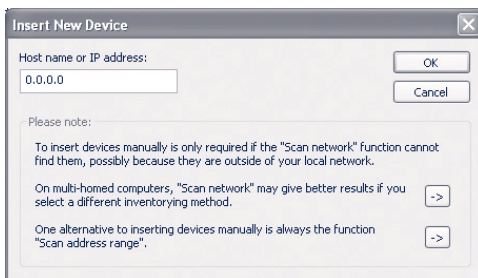 Insert New Device
Host name or IP address:
0.0.0.0
OK
Cancel
Please note:
To insert devices manually is only required if the "Scan network" function cannot
find them, possibly because they are outside of your local network.
On multi-homed computers, "Scan network" may give better results if you
select a different inventorying method.
->
One alternative to inserting devices manually is always the function
"Scan address range".
->